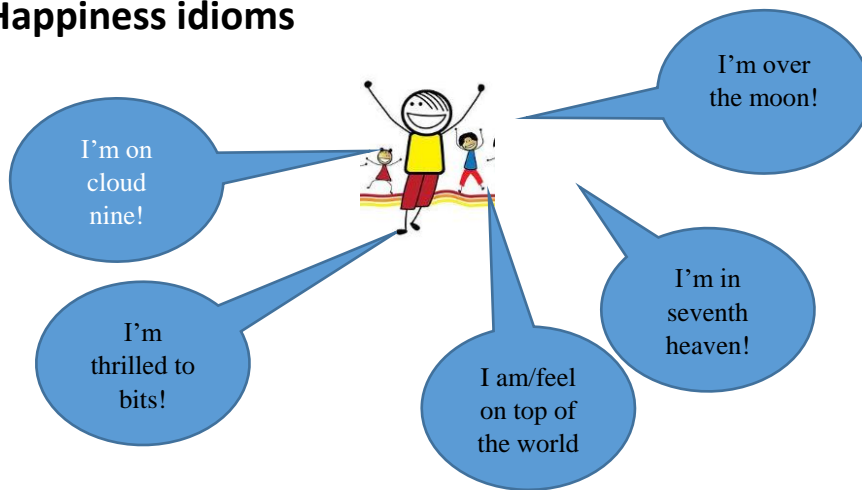 Happiness idioms
I'm over
the moon!
I'm on
cloud
nine!
I'm in
seventh
heaven!
I'm
thrilled to
bits!
I am/feel
on top of
the world